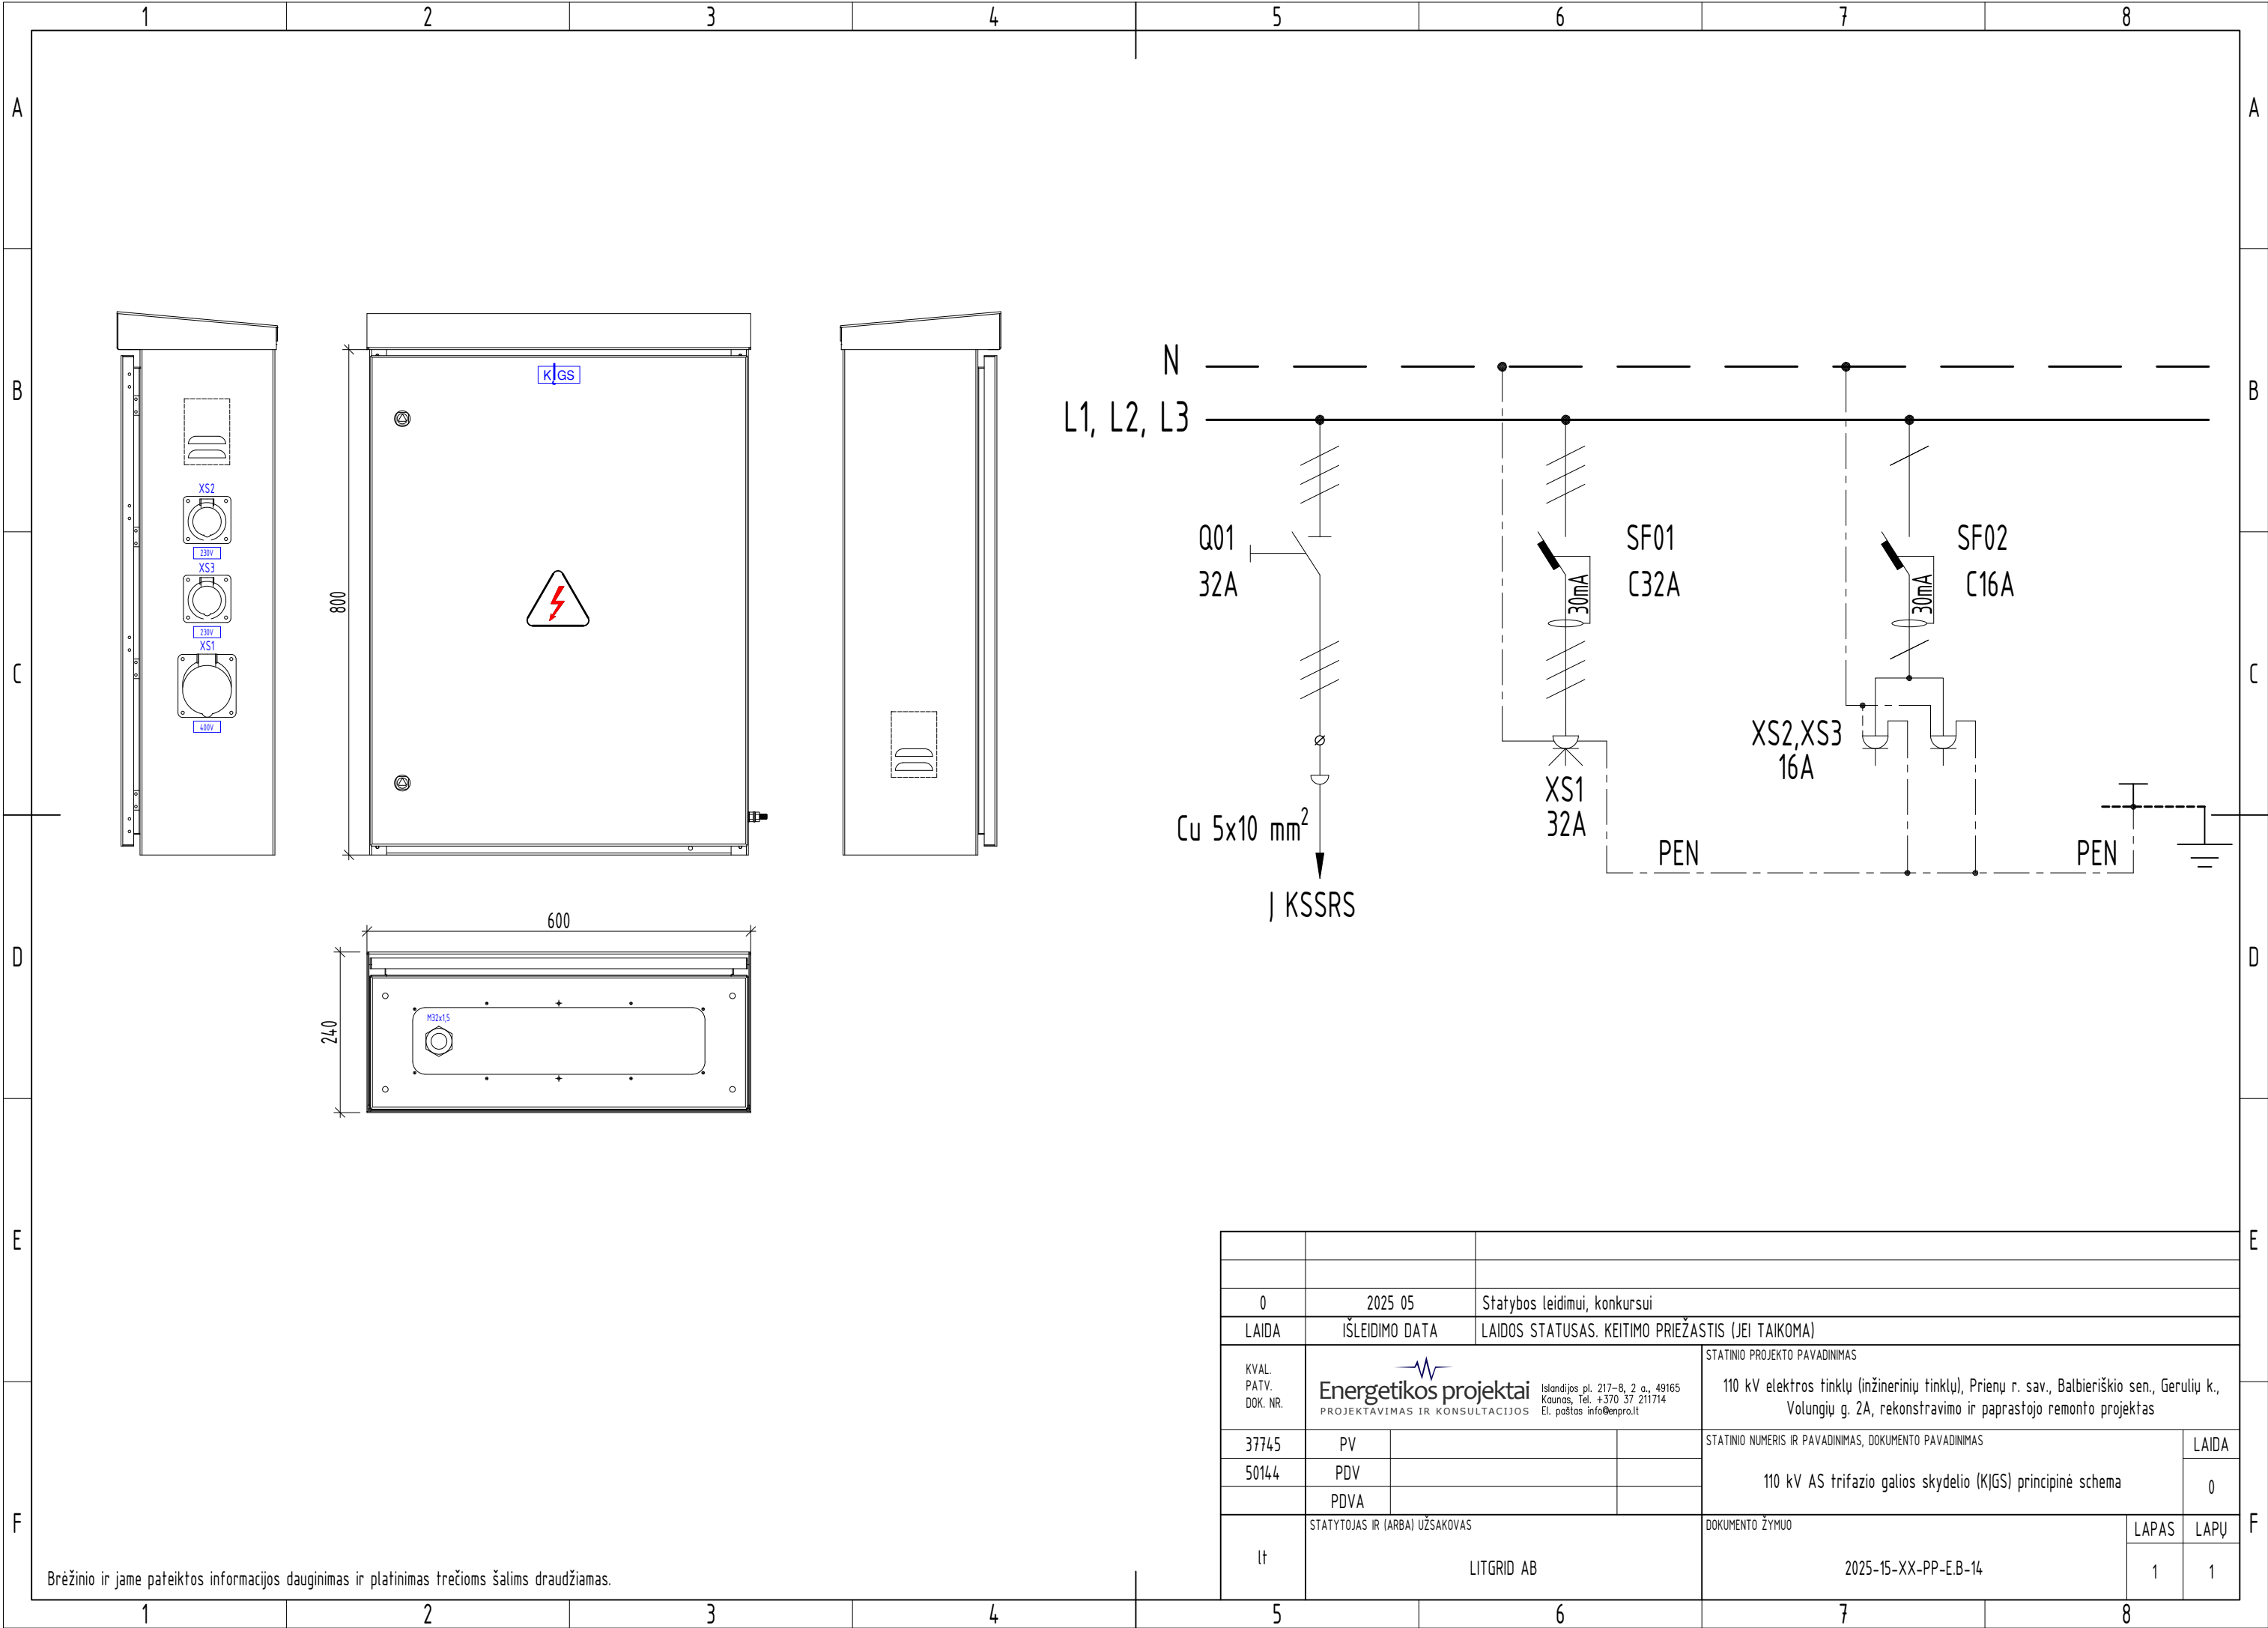 1 2 3 4 5 6 7 8
A A
B B
C C
D D
E E
F F
XS2
230V
XS3
230V
XS1
400V
KĮGS
800
600
240
M32x1,5
N
L1, L2, L3
Q01
32A
SF01
C32A
30mA
SF02
C16A
30mA
XS1
32A
XS2,XS3
16A
Cu 5x10 mm²
Į KSSRS
PEN
PEN
0 2025 05 Statybos leidimui, konkursui
LAIDA IŠLEIDIMO DATA LAIDOS STATUSAS. KEITIMO PRIEŽASTIS (JEI TAIKOMA)
KVAL.
PATV.
DOK. NR.
Energetikos projektai
PROJEKTAVIMAS IR KONSULTACIJOS
Islandijos pl. 217-8, 2 a., 49165
Kaunas, Tel. +370 37 211714
El. paštas info@enpro.lt
STATINIO PROJEKTO PAVADINIMAS
110 kV elektros tinklų (inžinerinių tinklų), Prienų r. sav., Balbieriškio sen., Gerulių k.,
Volungių g. 2A, rekonstravimo ir paprastojo remonto projektas
37745 PV
50144 PDV
PDVA
STATINIO NUMERIS IR PAVADINIMAS, DOKUMENTO PAVADINIMAS
LAIDA
110 kV AS trifazio galios skydelio (KĮGS) principinė schema
0
lt
STATYTOJAS IR (ARBA) UŽSAKOVAS
LITGRID AB
DOKUMENTO ŽYMUO
2025-15-XX-PP-E.B-14
LAPAS LAPŲ
1 1
Brėžinio ir jame pateiktos informacijos dauginimas ir platinimas trečioms šalims draudžiamas.
1 2 3 4 5 6 7 8